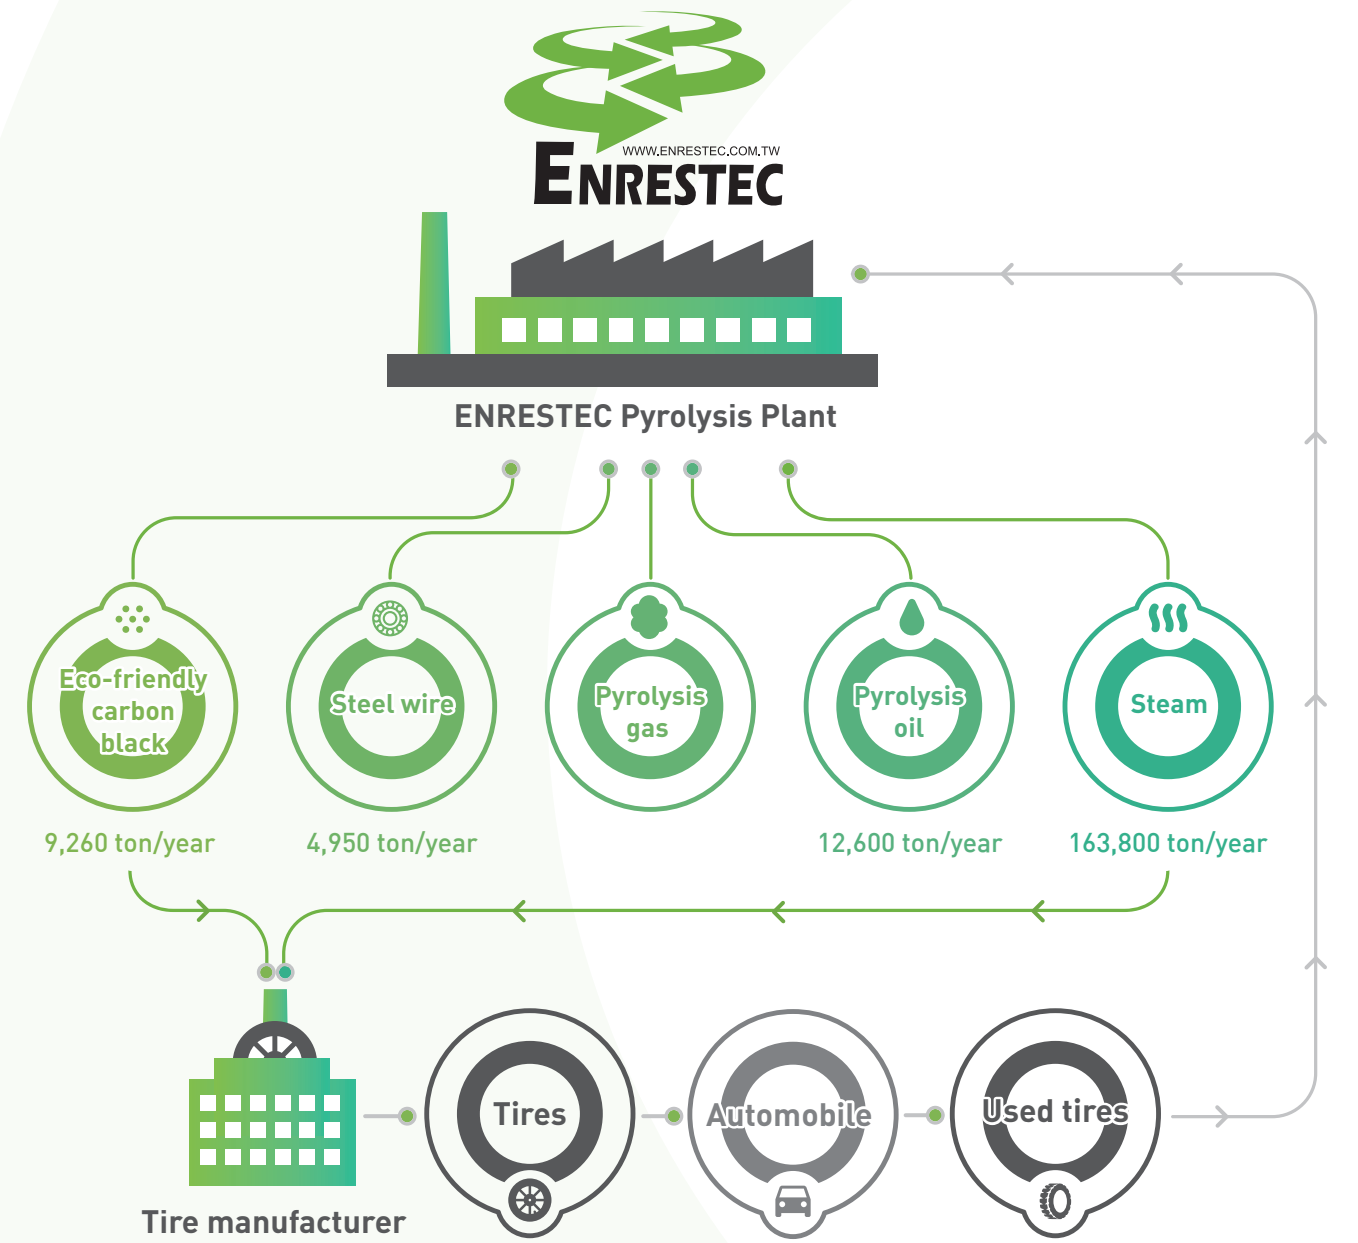 WWW.ENRESTEC.COM.TW
ENRESTEC
ENRESTEC Pyrolysis Plant
Eco-friendly
carbon
black
Steel wire
Pyrolysis
gas
Pyrolysis
oil
Steam
9,260 ton/year
4,950 ton/year
12,600 ton/year
163,800 ton/year
Tires
Automobile
Used tires
Tire manufacturer